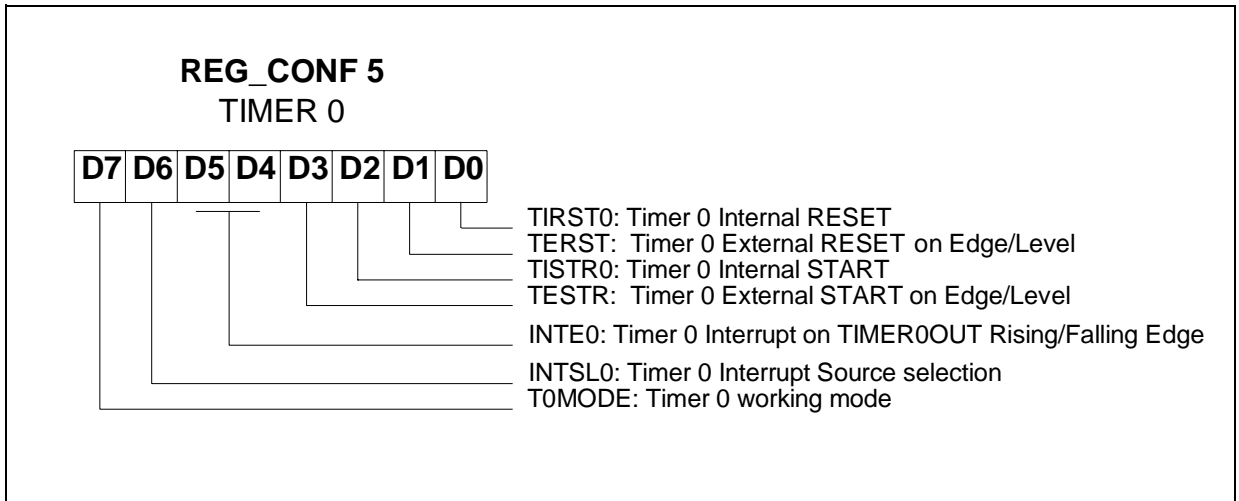 REG_CONF 5
TIMER 0
D7 D6 D5 D4 D3 D2 D1 D0
TIRST0: Timer 0 Internal RESET
TERST: Timer 0 External RESET on Edge/Level
TISTR0: Timer 0 Internal START
TESTR: Timer 0 External START on Edge/Level
INTE0: Timer 0 Interrupt on TIMER0OUT Rising/Falling Edge
INTSL0: Timer 0 Interrupt Source selection
T0MODE: Timer 0 working mode